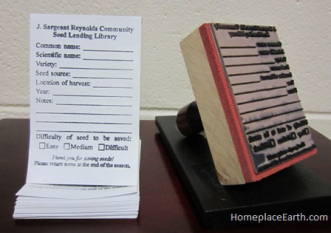 J. Sargeant Reynolds Community
Seed Lending Library
Common name:
Scientific name:
Variety:
Seed source:
Location of harvest:
Year:
Notes:
Difficulty of seed to be saved:
Easy Medium Difficult
Thank you for saving seeds!
Please return some at the end of the season.
HomeplaceEarth.com